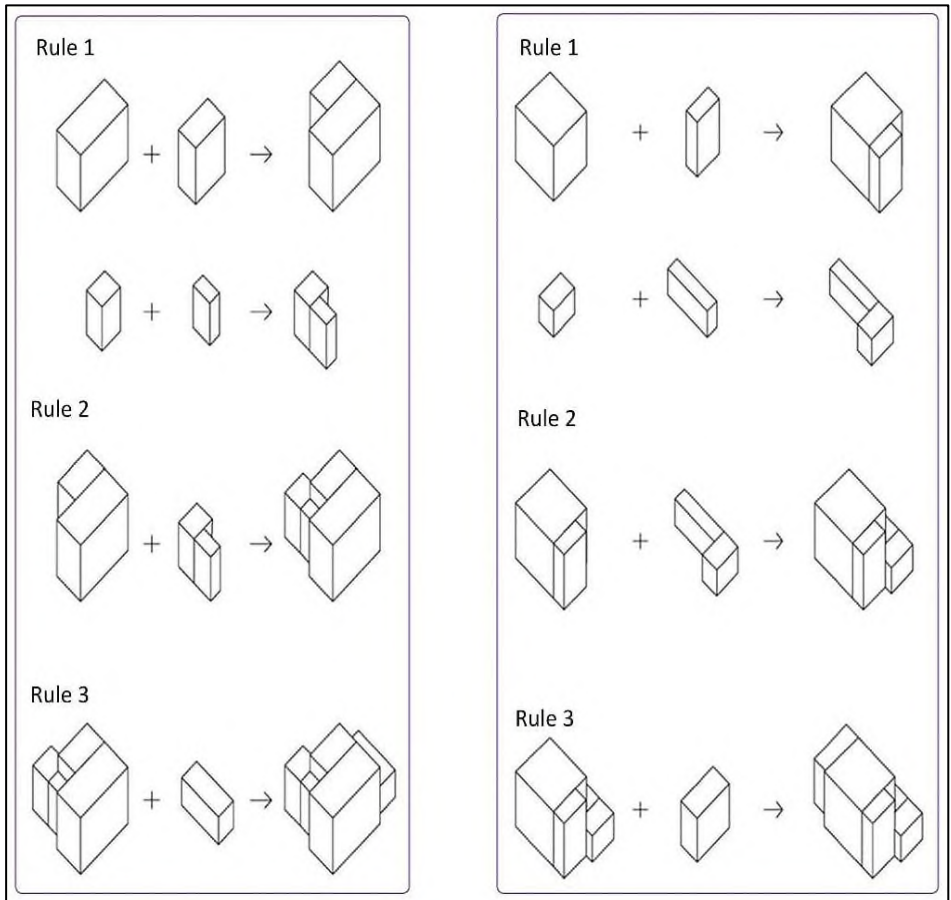 Rule 1
+ →
+ →
Rule 2
+ →
Rule 3
+ →
Rule 1
+ →
+ →
Rule 2
+ →
Rule 3
+ →